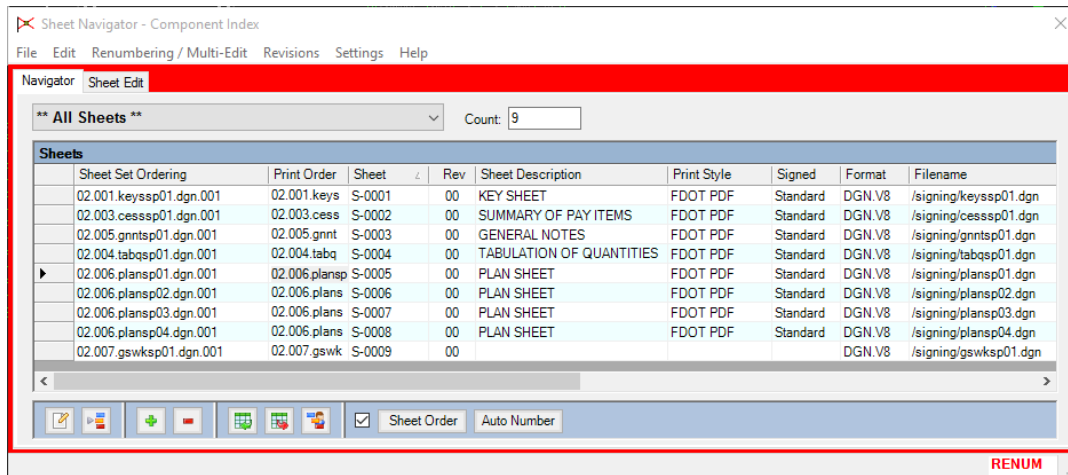 Sheet Navigator - Component Index
File Edit Renumbering / Multi-Edit Revisions Settings Help
Navigator Sheet Edit
** All Sheets ** Count: 9
Sheets
Sheet Set Ordering Print Order Sheet Rev Sheet Description Print Style Signed Format Filename
02.001.keyssp01.dgn.001 02.001.keys S-0001 00 KEY SHEET FDOT PDF Standard DGN.V8 /signing/keyssp01.dgn
02.003.cesssp01.dgn.001 02.003.cess S-0002 00 SUMMARY OF PAY ITEMS FDOT PDF Standard DGN.V8 /signing/cesssp01.dgn
02.005.gnntsp01.dgn.001 02.005.gnnt S-0003 00 GENERAL NOTES FDOT PDF Standard DGN.V8 /signing/gnntsp01.dgn
02.004.tabqsp01.dgn.001 02.004.tabq S-0004 00 TABULATION OF QUANTITIES FDOT PDF Standard DGN.V8 /signing/tabqsp01.dgn
02.006.plansp01.dgn.001 02.006.plansp S-0005 00 PLAN SHEET FDOT PDF Standard DGN.V8 /signing/plansp01.dgn
02.006.plansp02.dgn.001 02.006.plans S-0006 00 PLAN SHEET FDOT PDF Standard DGN.V8 /signing/plansp02.dgn
02.006.plansp03.dgn.001 02.006.plans S-0007 00 PLAN SHEET FDOT PDF Standard DGN.V8 /signing/plansp03.dgn
02.006.plansp04.dgn.001 02.006.plans S-0008 00 PLAN SHEET FDOT PDF Standard DGN.V8 /signing/plansp04.dgn
02.007.gswksp01.dgn.001 02.007.gswk S-0009 00 DGN.V8 /signing/gswksp01.dgn
Sheet Order Auto Number
RENUM